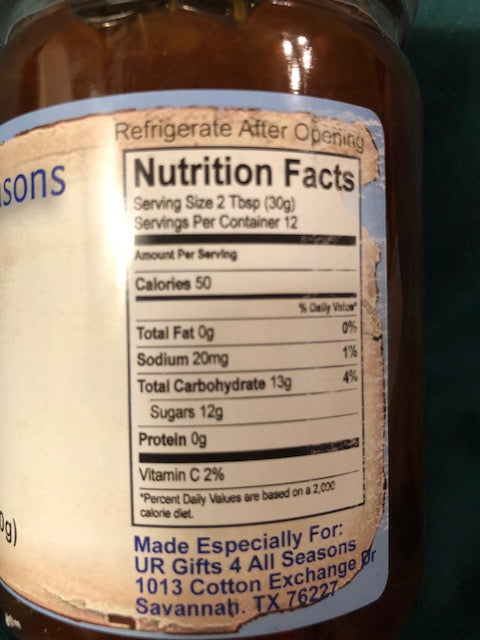 Refrigerate After Opening
asons
Nutrition Facts
Serving Size 2 Tbsp (30g)
Servings Per Container 12
Amount Per Serving
Calories 50
% Daily Value*
Total Fat 0g 0%
Sodium 20mg 1%
Total Carbohydrate 13g 4%
Sugars 12g
Protein 0g
Vitamin C 2%
*Percent Daily Values are based on a 2,000
calorie diet.
0g)
Made Especially For:
UR Gifts 4 All Seasons
1013 Cotton Exchange Dr
Savannah, TX 76227